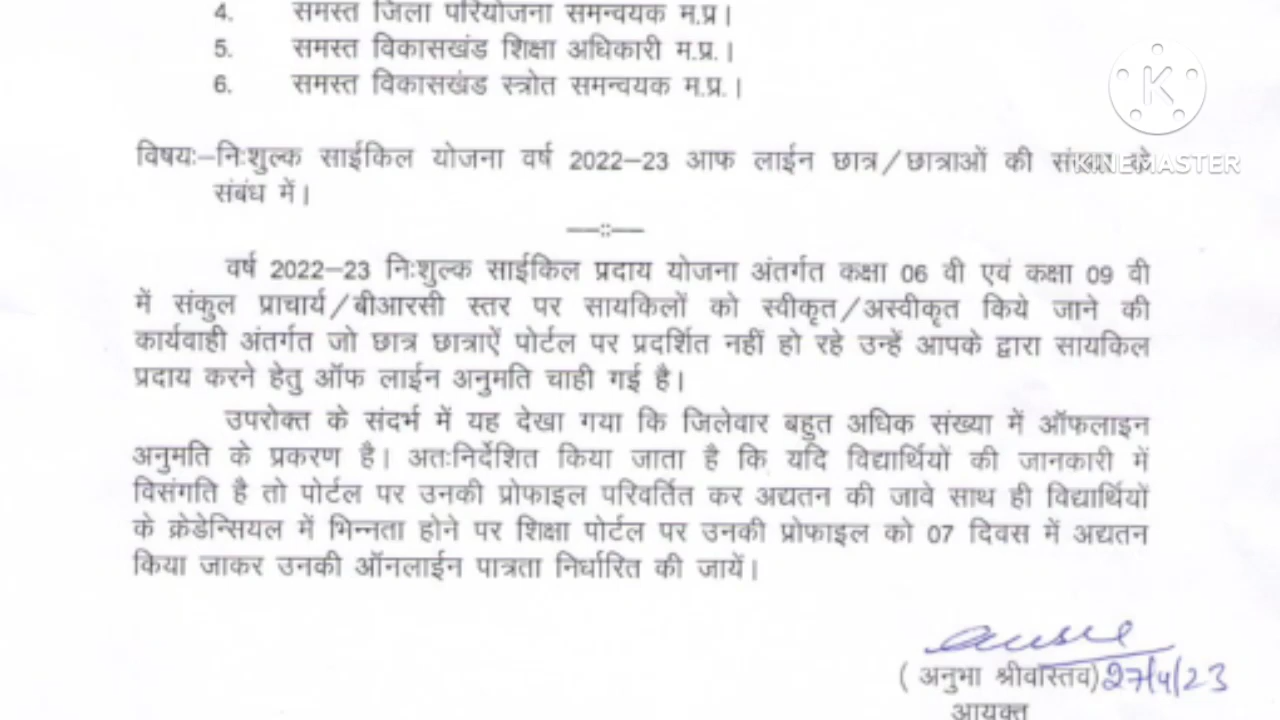 4. समस्त जिला परियोजना समन्वयक म.प्र।
5. समस्त विकासखंड शिक्षा अधिकारी म.प्र.।
6. समस्त विकासखंड स्त्रोत समन्वयक म.प्र.।
K
KINEMASTER
विषयः–निःशुल्क साईकिल योजना वर्ष 2022–23 आफ लाईन छात्र/छात्राओं की के
संबंध में।
––::––
वर्ष 2022–23 निःशुल्क साईकिल प्रदाय योजना अंतर्गत कक्षा 06 वी एवं कक्षा 09 वी
में संकुल प्राचार्य/बीआरसी स्तर पर सायकिलों को स्वीकृत/अस्वीकृत किये जाने की
कार्यवाही अंतर्गत जो छात्र छात्राऐं पोर्टल पर प्रदर्शित नहीं हो रहे उन्हें आपके द्वारा सायकिल
प्रदाय करने हेतु ऑफ लाईन अनुमति चाही गई है।
उपरोक्त के संदर्भ में यह देखा गया कि जिलेवार बहुत अधिक संख्या में ऑफलाइन
अनुमति के प्रकरण है। अतःनिर्देशित किया जाता है कि यदि विद्यार्थियों की जानकारी में
विसंगति है तो पोर्टल पर उनकी प्रोफाइल परिवर्तित कर अद्यतन की जावे साथ ही विद्यार्थियों
के क्रेडेन्सियल में भिन्नता होने पर शिक्षा पोर्टल पर उनकी प्रोफाईल को 07 दिवस में अद्यतन
किया जाकर उनकी ऑनलाईन पात्रता निर्धारित की जायें।
( अनुभा श्रीवास्तव) 27/4/23
आयुक्त